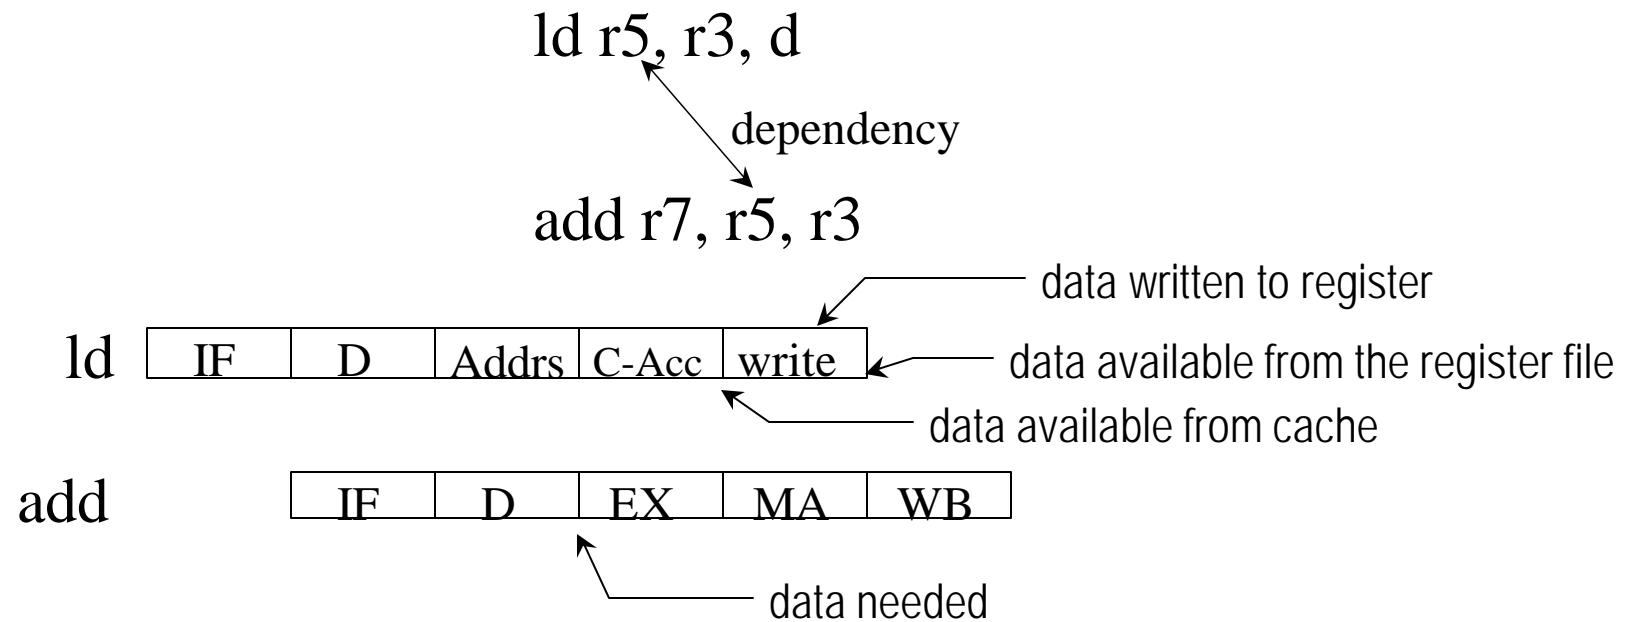 ld r5, r3, d
dependency
add r7, r5, r3
data written to register
ld IF D Addrs C-Acc write data available from the register file
data available from cache
add IF D EX MA WB
data needed